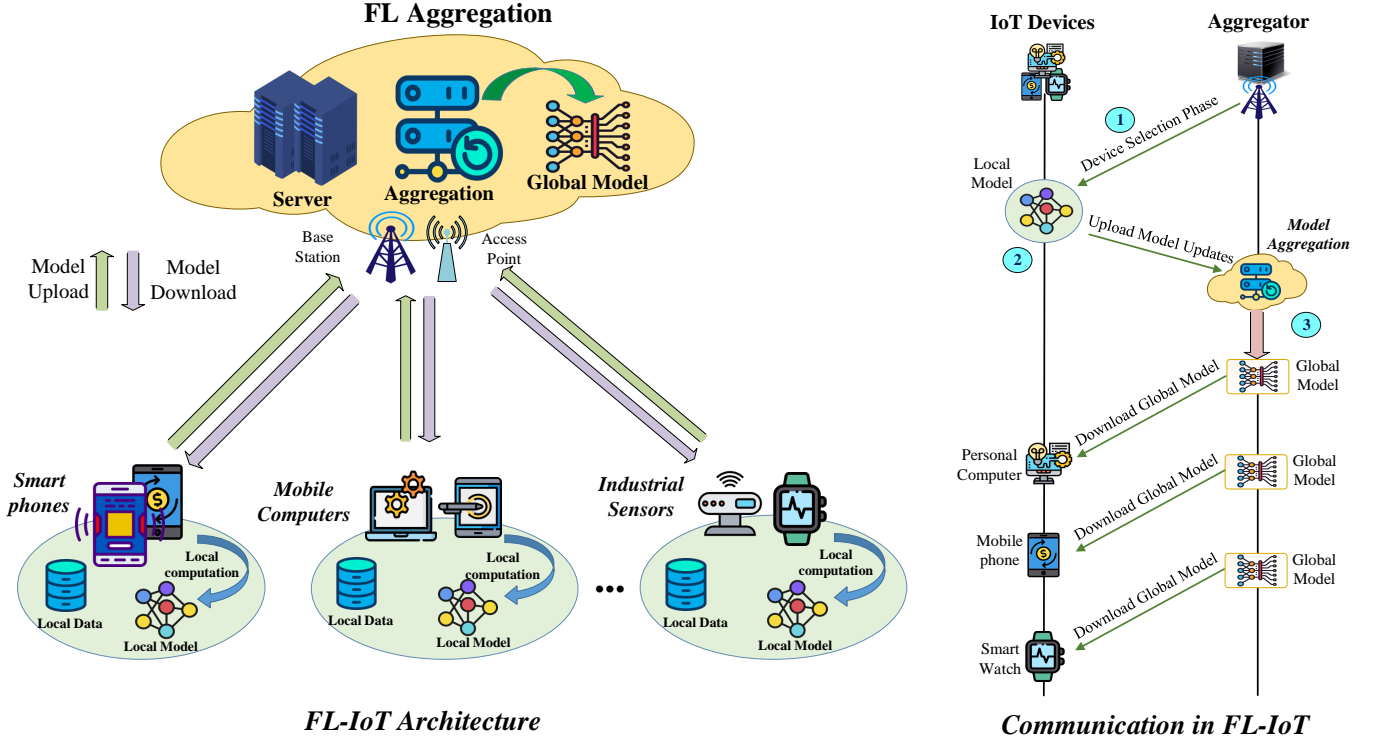 FL Aggregation
Server
Aggregation
Global Model
Base
Station
Access
Point
Model
Upload
Model
Download
Smart
phones
Local
computation
Local Data
Local Model
Mobile
Computers
Local
computation
Local Data
Local Model
...
Industrial
Sensors
Local
computation
Local Data
Local Model
FL-IoT Architecture
IoT Devices
Aggregator
1
Device Selection Phase
Local
Model
Upload Model Updates
2
Model
Aggregation
3
Global
Model
Download Global Model
Personal
Computer
Global
Model
Download Global Model
Mobile
phone
Global
Model
Download Global Model
Smart
Watch
Communication in FL-IoT